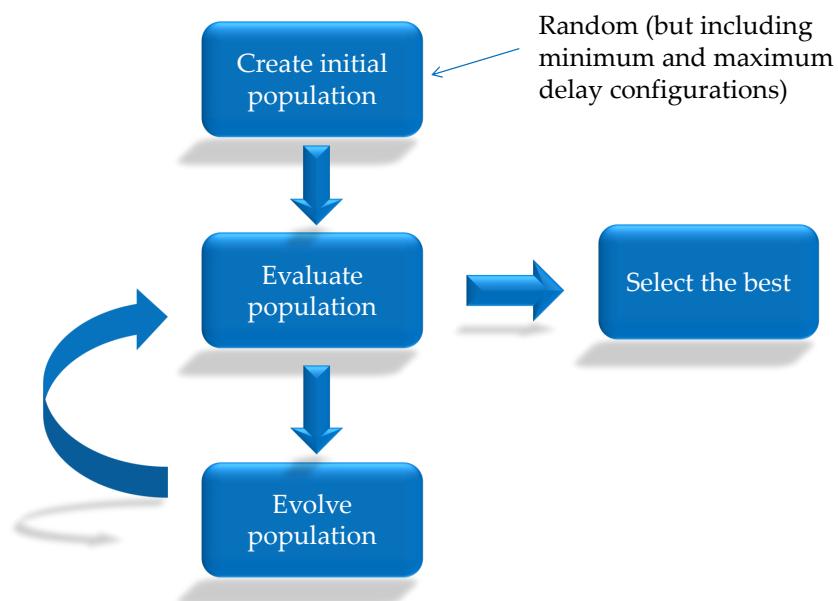 Create initial
population
Random (but including
minimum and maximum
delay configurations)
Evaluate
population
Select the best
Evolve
population